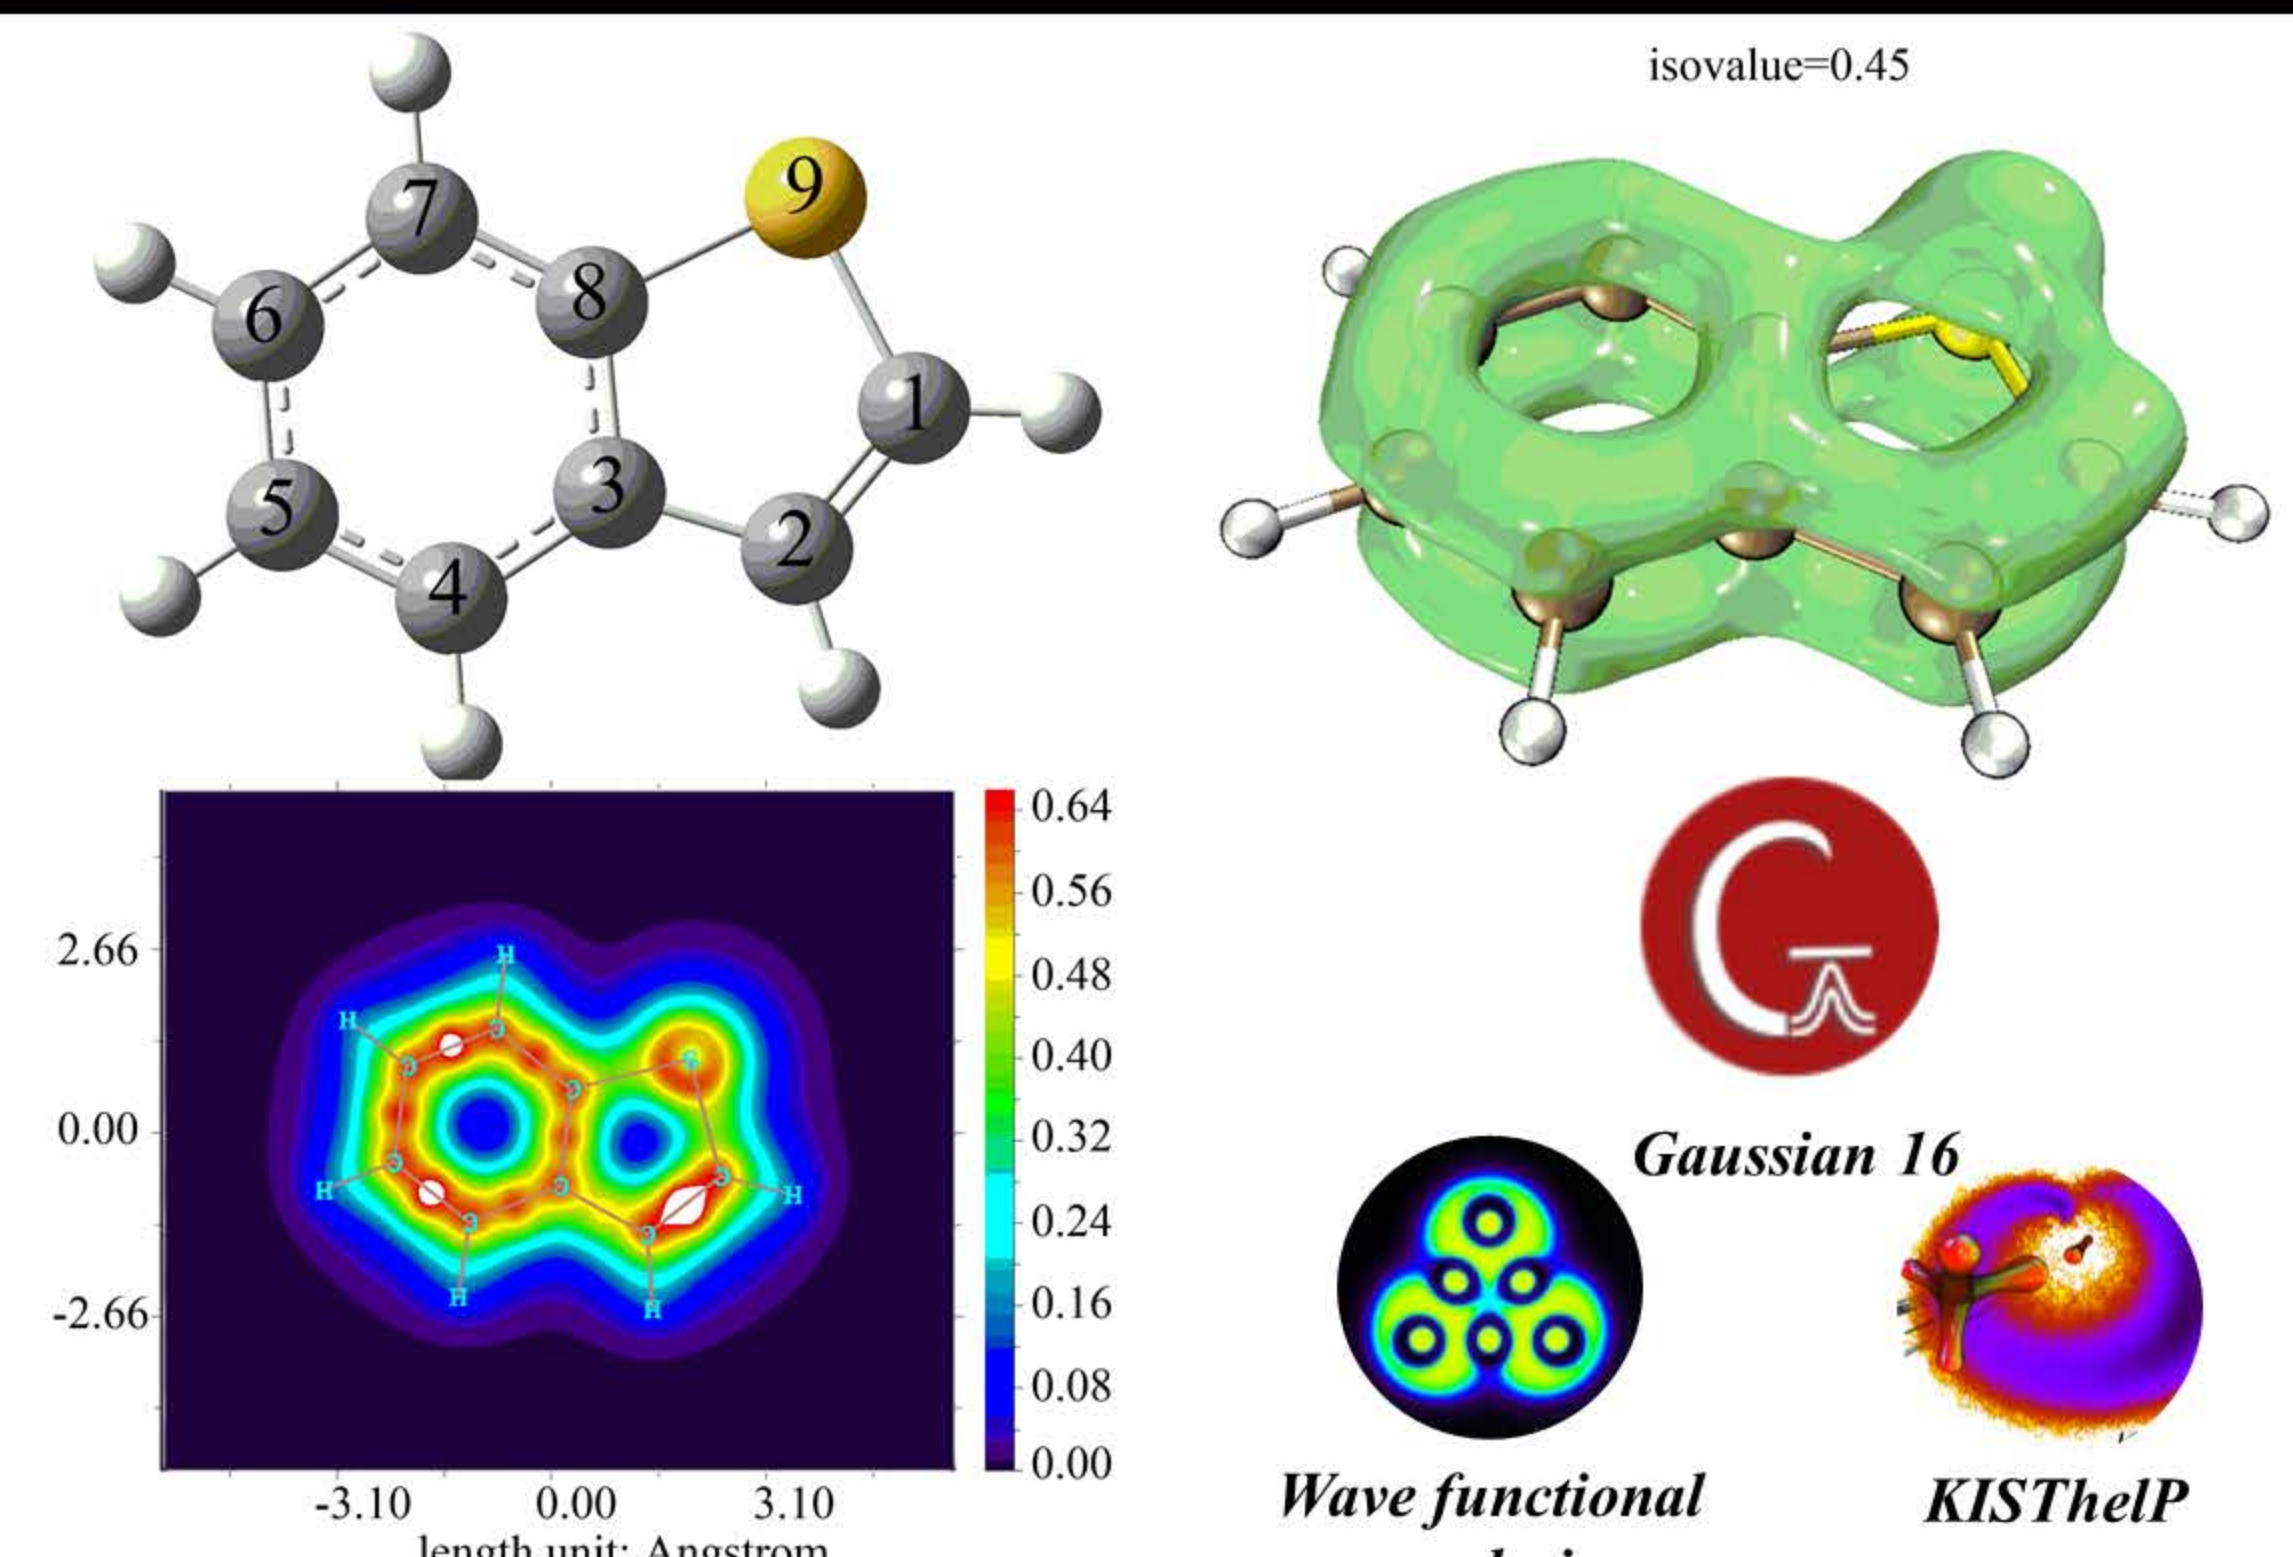 isovalue=0.45
7
9
8
6
1
3
5
2
4
0.64
0.56
0.48
0.40
0.32
0.24
0.16
0.08
0.00
2.66
0.00
-2.66
H
H
C
C
S
C
C
C
C
H
C
H
C
H
H
-3.10
0.00
3.10
length unit: Angstrom
Gaussian 16
Wave functional
KISThelP